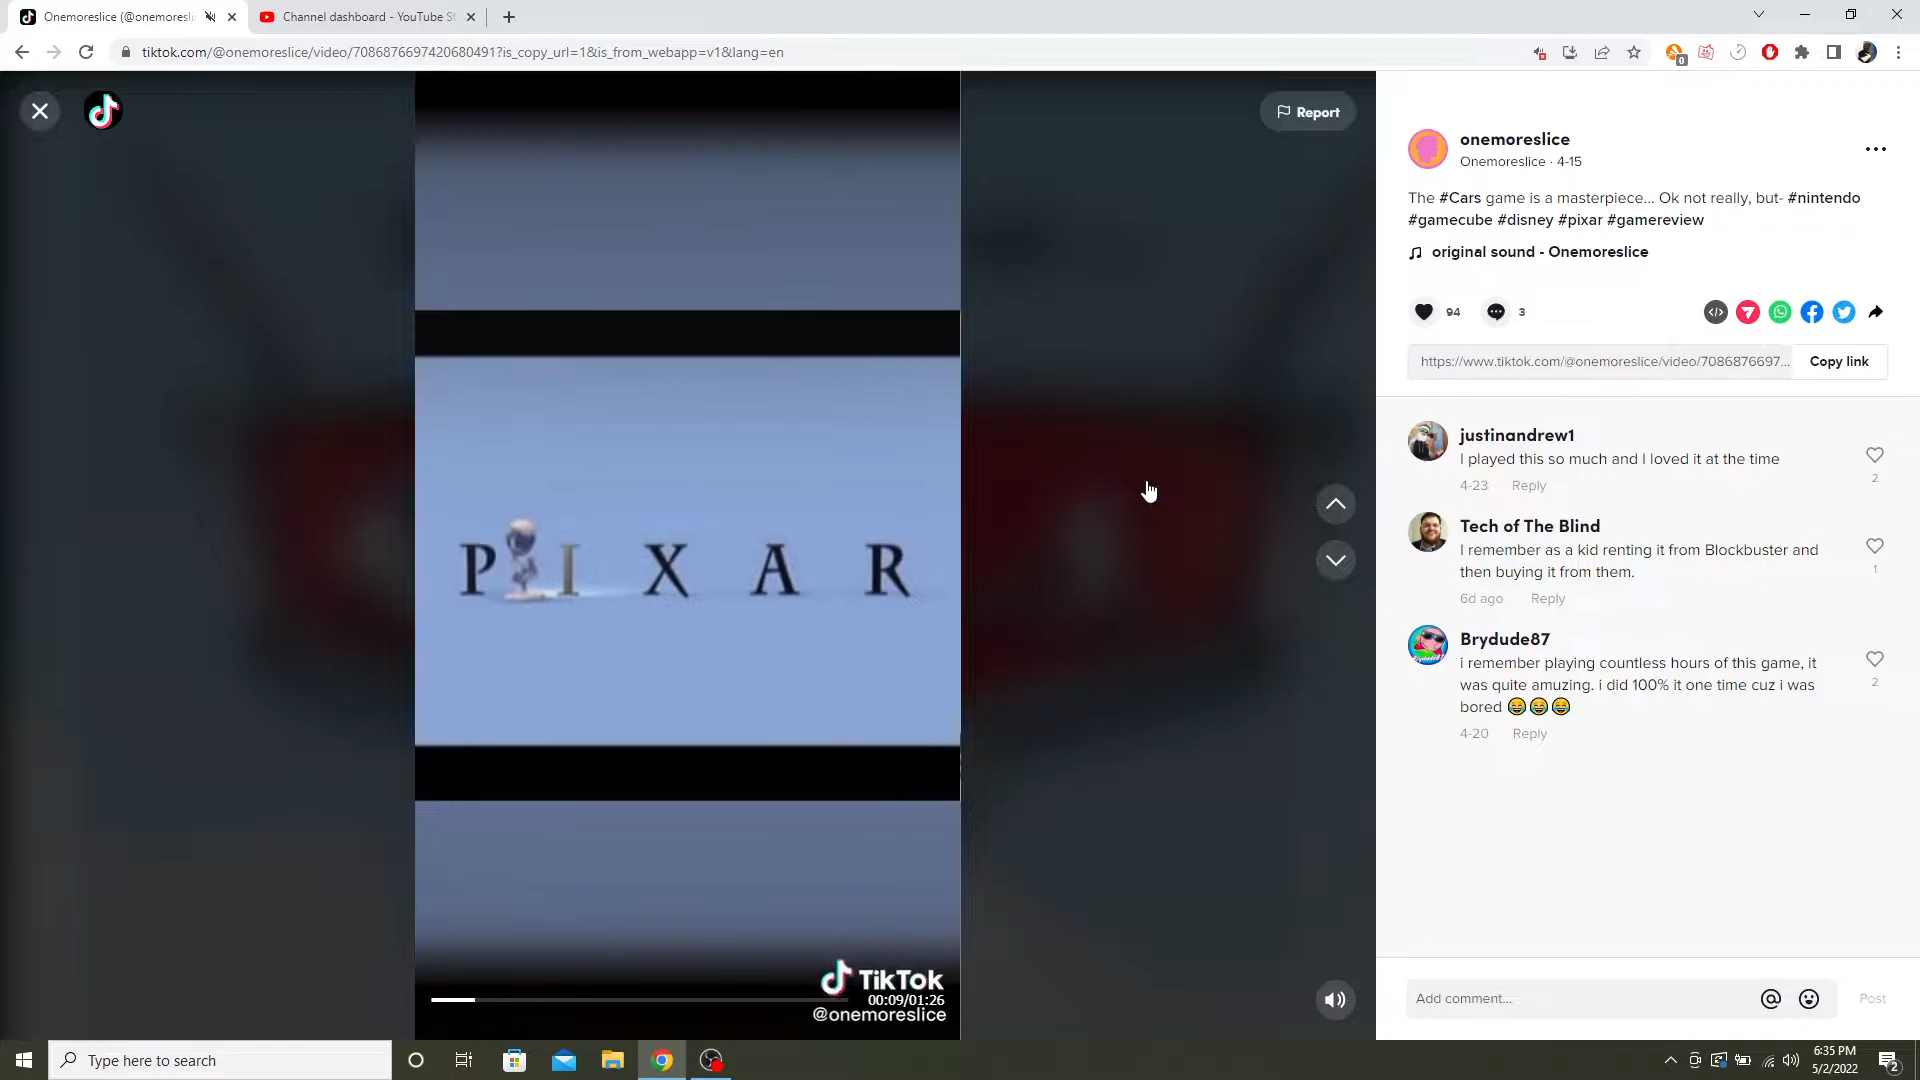 Onemoreslice (@onemoresli
Channel dashboard - YouTube St
tiktok.com/@onemoreslice/video/7086876697420680491?is_copy_url=1&is_from_webapp=v1&lang=en
0
Report
onemoreslice
Onemoreslice · 4-15
The #Cars game is a masterpiece... Ok not really, but- #nintendo
#gamecube #disney #pixar #gamereview
original sound - Onemoreslice
94
3
https://www.tiktok.com/@onemoreslice/video/7086876697...
Copy link
justinandrew1
I played this so much and I loved it at the time
2
4-23 Reply
Tech of The Blind
I remember as a kid renting it from Blockbuster and
then buying it from them.
1
6d ago Reply
Brydude87
i remember playing countless hours of this game, it
was quite amuzing. i did 100% it one time cuz i was
bored 😂😂😂
2
4-20 Reply
PIXAR
TikTok
00:09/01:26
@onemoreslice
Add comment...
Post
Type here to search
6:35 PM
5/2/2022
2